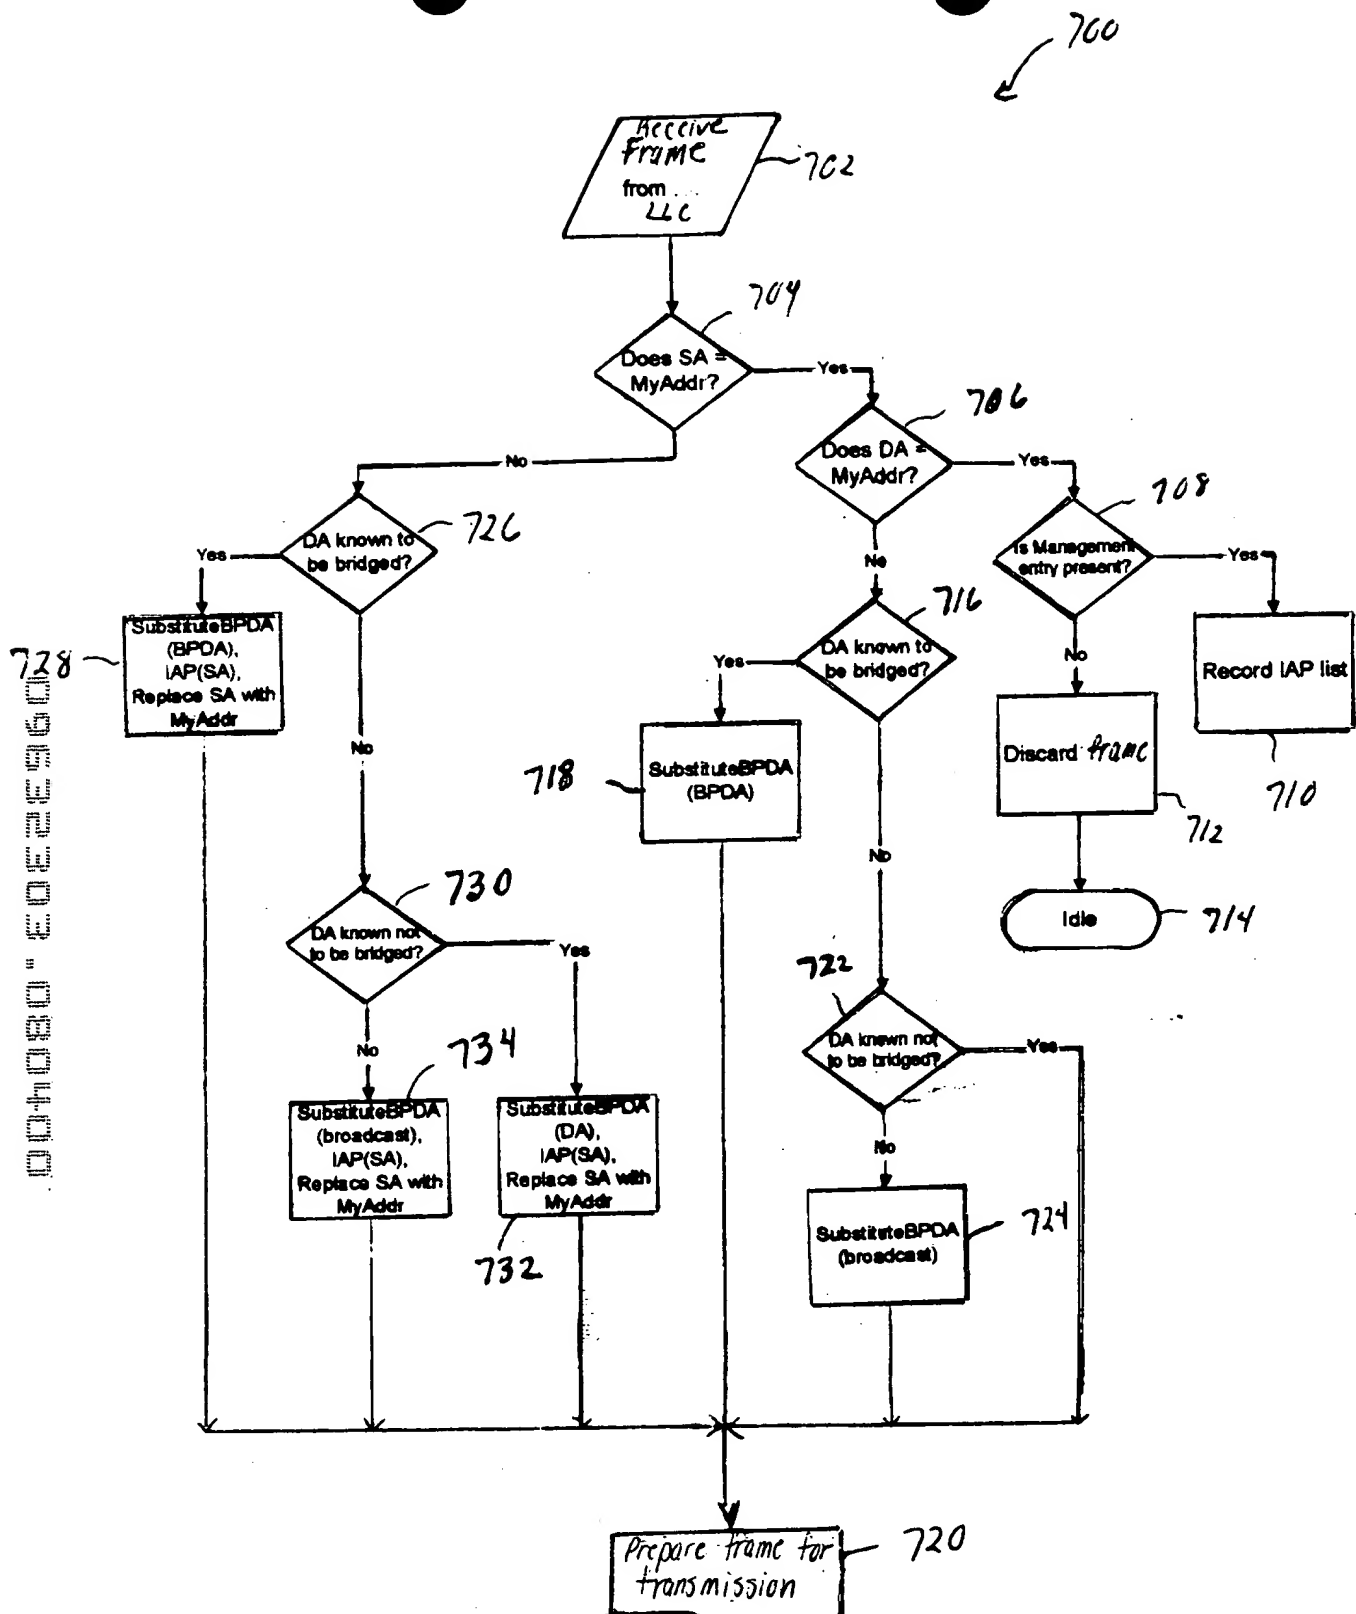 700
Receive
Frame
from ...
LLC
702
704
Does SA =
MyAddr?
Yes
706
Does DA =
MyAddr?
Yes
No
708
Is Management
entry present?
Yes
726
DA known to
be bridged?
Yes
No
716
DA known to
be bridged?
Yes
No
Record IAP list
710
728
SubstituteBPDA
(BPDA),
IAP(SA),
Replace SA with
MyAddr
No
718
SubstituteBPDA
(BPDA)
Discard frame
712
No
Idle
714
730
DA known not
to be bridged?
Yes
722
DA known not
to be bridged?
Yes
No
734
SubstituteBPDA
(broadcast),
IAP(SA),
Replace SA with
MyAddr
SubstituteBPDA
(DA),
IAP(SA),
Replace SA with
MyAddr
732
No
SubstituteBPDA
(broadcast)
724
Prepare frame for
transmission
720